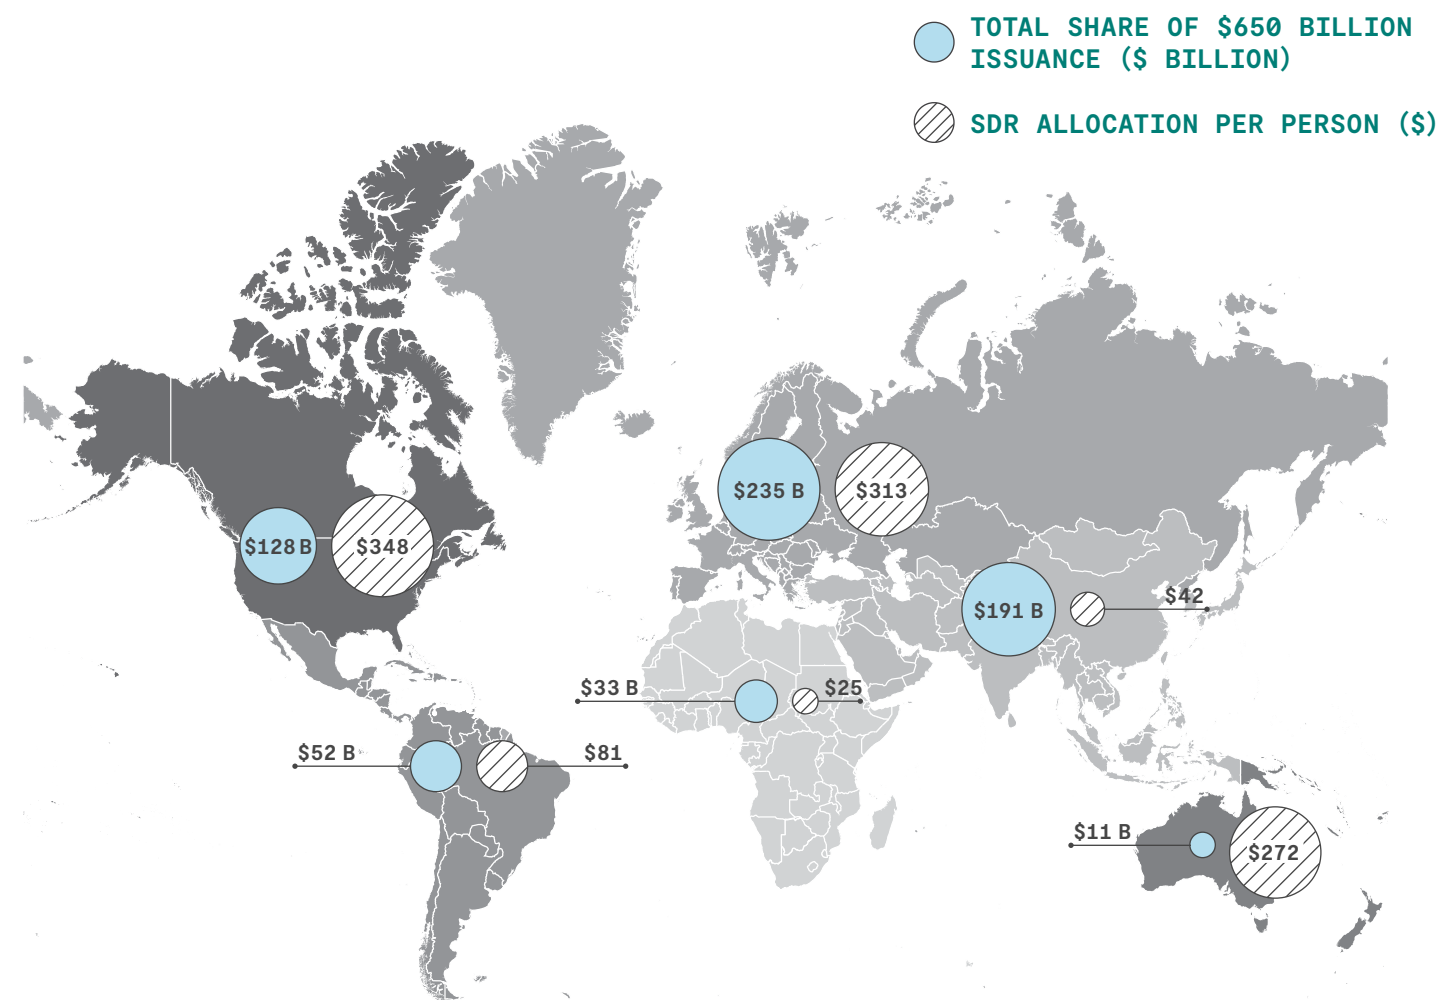 TOTAL SHARE OF $650 BILLION
ISSUANCE ($ BILLION)
SDR ALLOCATION PER PERSON ($)
$235 B
$313
$128 B
$348
$191 B
$42
$33 B
$25
$52 B
$81
$11 B
$272